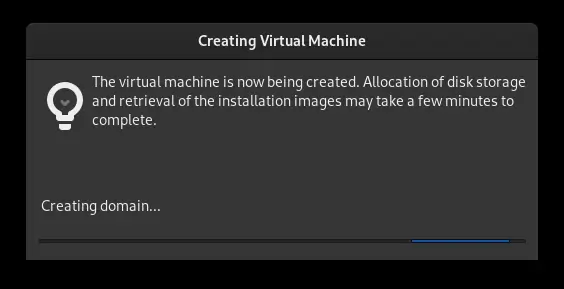 Creating Virtual Machine
The virtual machine is now being created. Allocation of disk storage
and retrieval of the installation images may take a few minutes to
complete.
Creating domain...